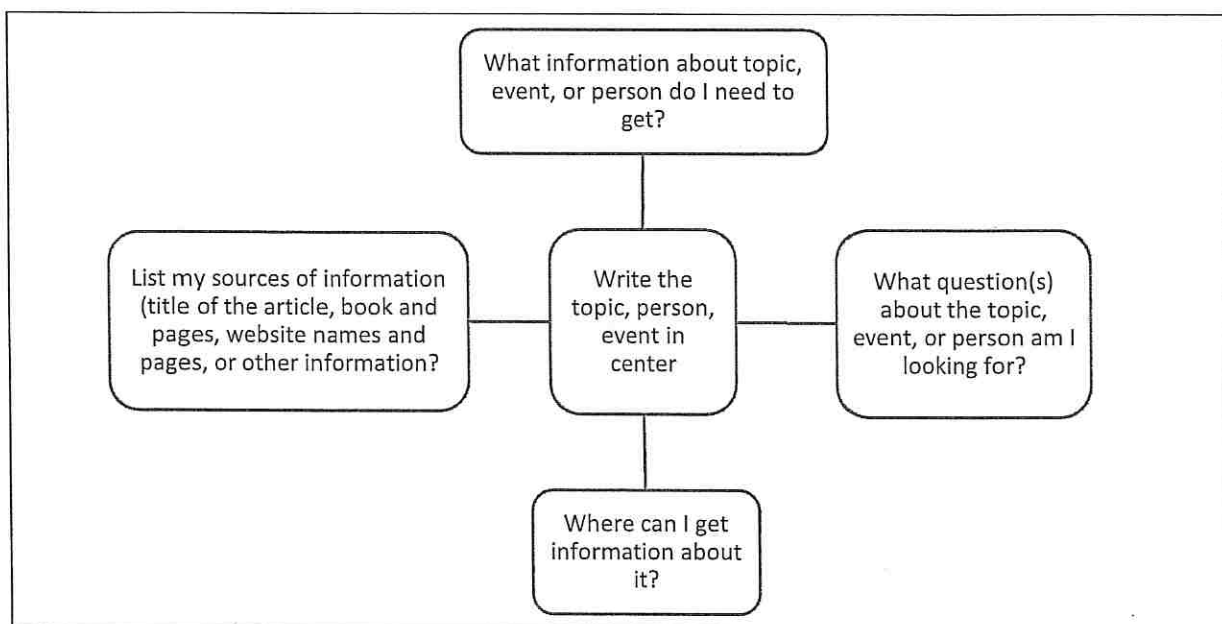 What information about topic,
event, or person do I need to
get?
List my sources of information
(title of the article, book and
pages, website names and
pages, or other information?
Write the
topic, person,
event in
center
What question(s)
about the topic,
event, or person am I
looking for?
Where can I get
information about
it?